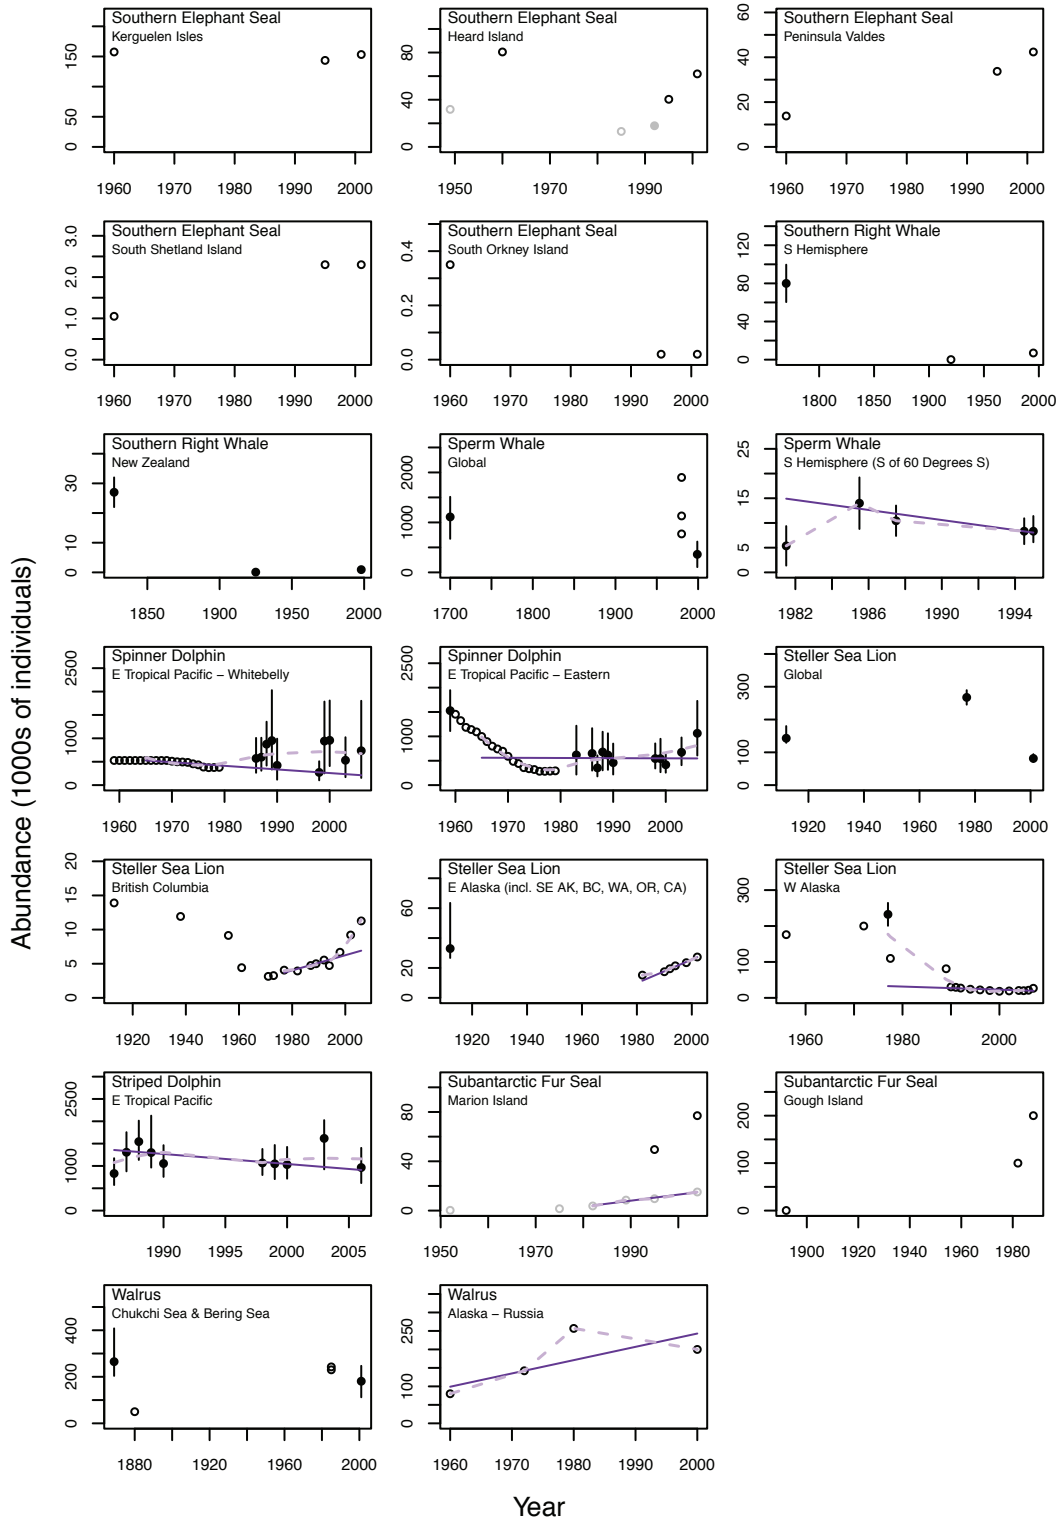 Abundance (1000s of individuals)
Southern Elephant Seal
Kerguelen Isles
0 50 150
1960 1970 1980 1990 2000
Southern Elephant Seal
Heard Island
0 40 80
1950 1970 1990
Southern Elephant Seal
Peninsula Valdes
0 20 40 60
1960 1970 1980 1990 2000
Southern Elephant Seal
South Shetland Island
0.0 1.0 2.0 3.0
1960 1970 1980 1990 2000
Southern Elephant Seal
South Orkney Island
0.0 0.2 0.4
1960 1970 1980 1990 2000
Southern Right Whale
S Hemisphere
0 40 80 120
1800 1850 1900 1950 2000
Southern Right Whale
New Zealand
0 10 30
1850 1900 1950 2000
Sperm Whale
Global
0 1000 2000
1700 1800 1900 2000
Sperm Whale
S Hemisphere (S of 60 Degrees S)
5 15 25
1982 1986 1990 1994
Spinner Dolphin
E Tropical Pacific − Whitebelly
0 1000 2500
1960 1970 1980 1990 2000
Spinner Dolphin
E Tropical Pacific − Eastern
0 1000 2500
1960 1970 1980 1990 2000
Steller Sea Lion
Global
0 100 300
1920 1940 1960 1980 2000
Steller Sea Lion
British Columbia
0 5 10 15 20
1920 1940 1960 1980 2000
Steller Sea Lion
E Alaska (incl. SE AK, BC, WA, OR, CA)
0 20 60
1920 1940 1960 1980 2000
Steller Sea Lion
W Alaska
0 100 300
1960 1980 2000
Striped Dolphin
E Tropical Pacific
0 1000 2500
1990 1995 2000 2005
Subantarctic Fur Seal
Marion Island
0 40 80
1950 1970 1990
Subantarctic Fur Seal
Gough Island
0 100 200
1900 1920 1940 1960 1980
Walrus
Chukchi Sea & Bering Sea
0 200 400
1880 1920 1960 2000
Walrus
Alaska − Russia
0 100 250
1960 1970 1980 1990 2000
Year